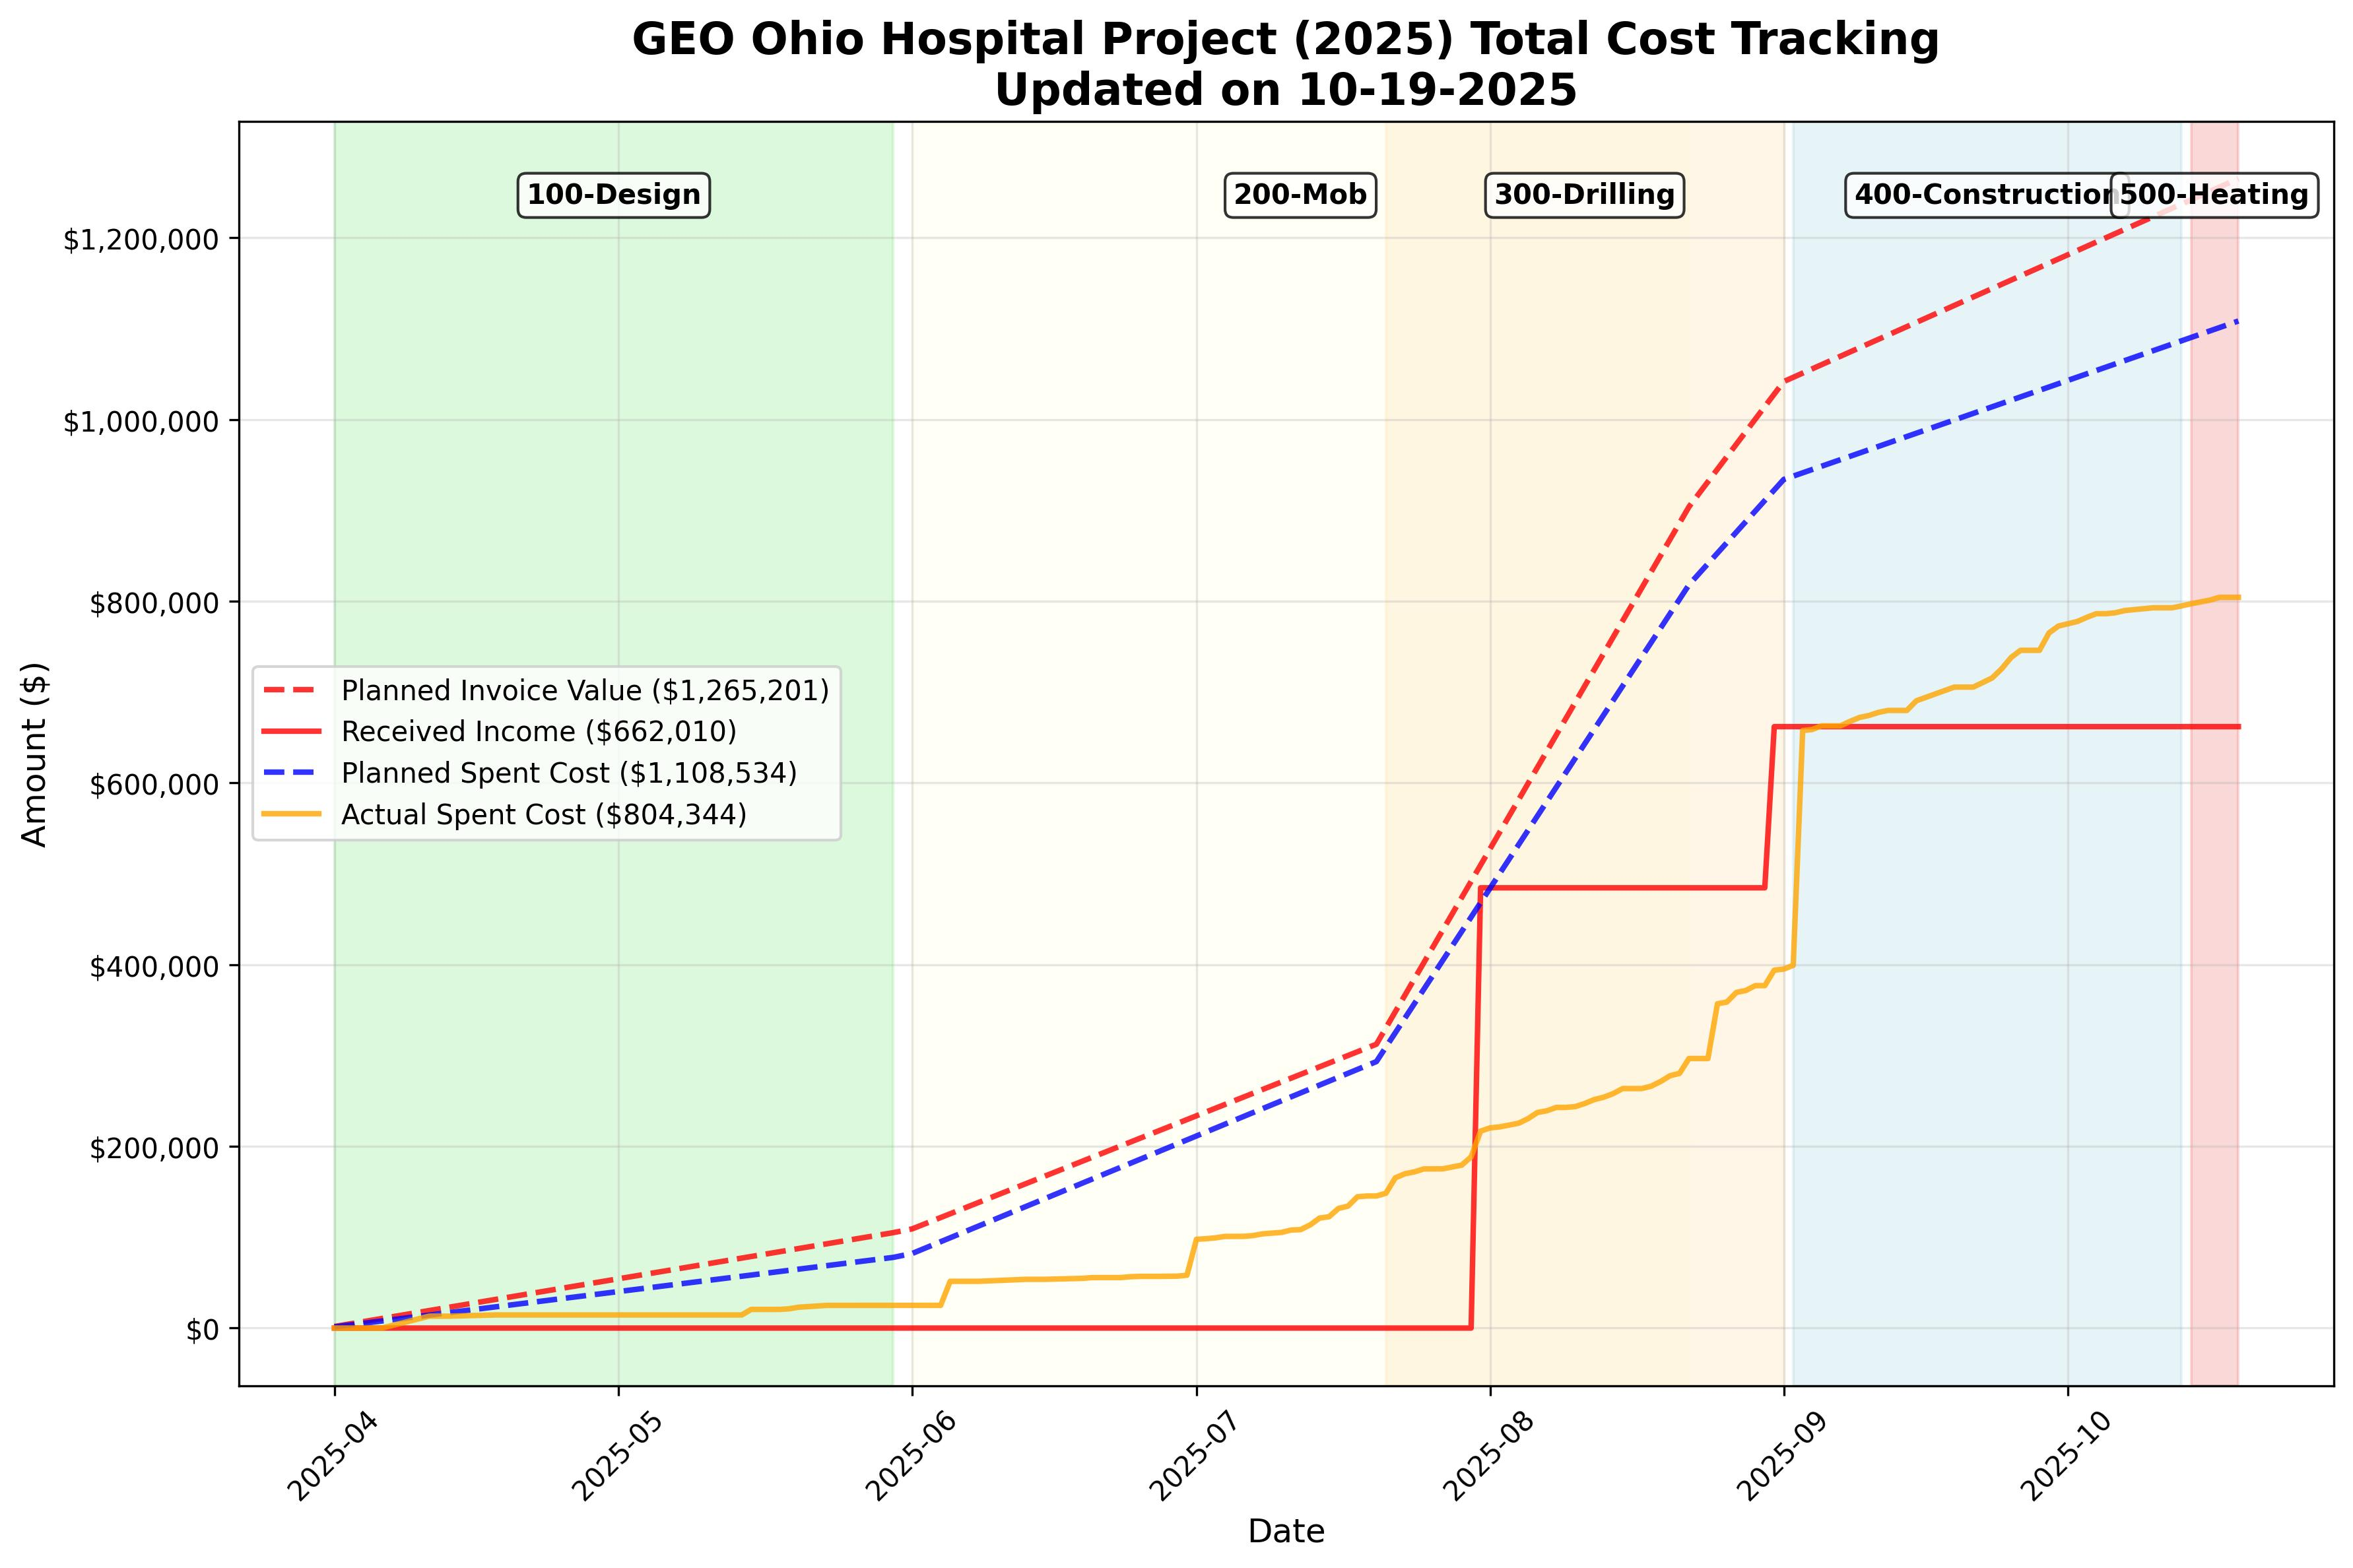 GEO Ohio Hospital Project (2025) Total Cost Tracking
Updated on 10-19-2025
100-Design
200-Mob
300-Drilling
400-Construction
500-Heating
$1,200,000
$1,000,000
$800,000
$600,000
$400,000
$200,000
$0
Amount ($)
Planned Invoice Value ($1,265,201)
Received Income ($662,010)
Planned Spent Cost ($1,108,534)
Actual Spent Cost ($804,344)
2025-04
2025-05
2025-06
2025-07
2025-08
2025-09
2025-10
Date